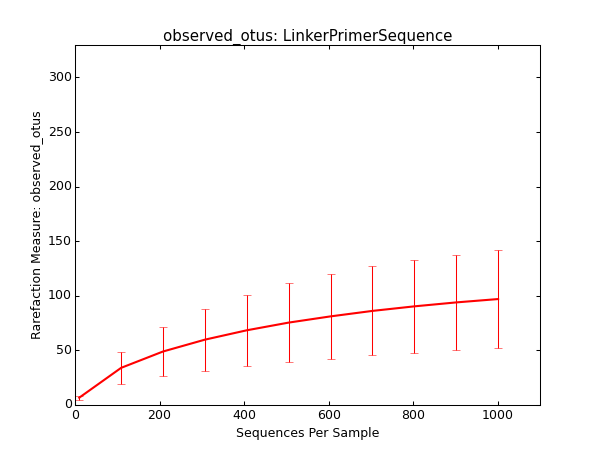 observed_otus: LinkerPrimerSequence
Rarefaction Measure: observed_otus
300
250
200
150
100
50
0
0 200 400 600 800 1000
Sequences Per Sample